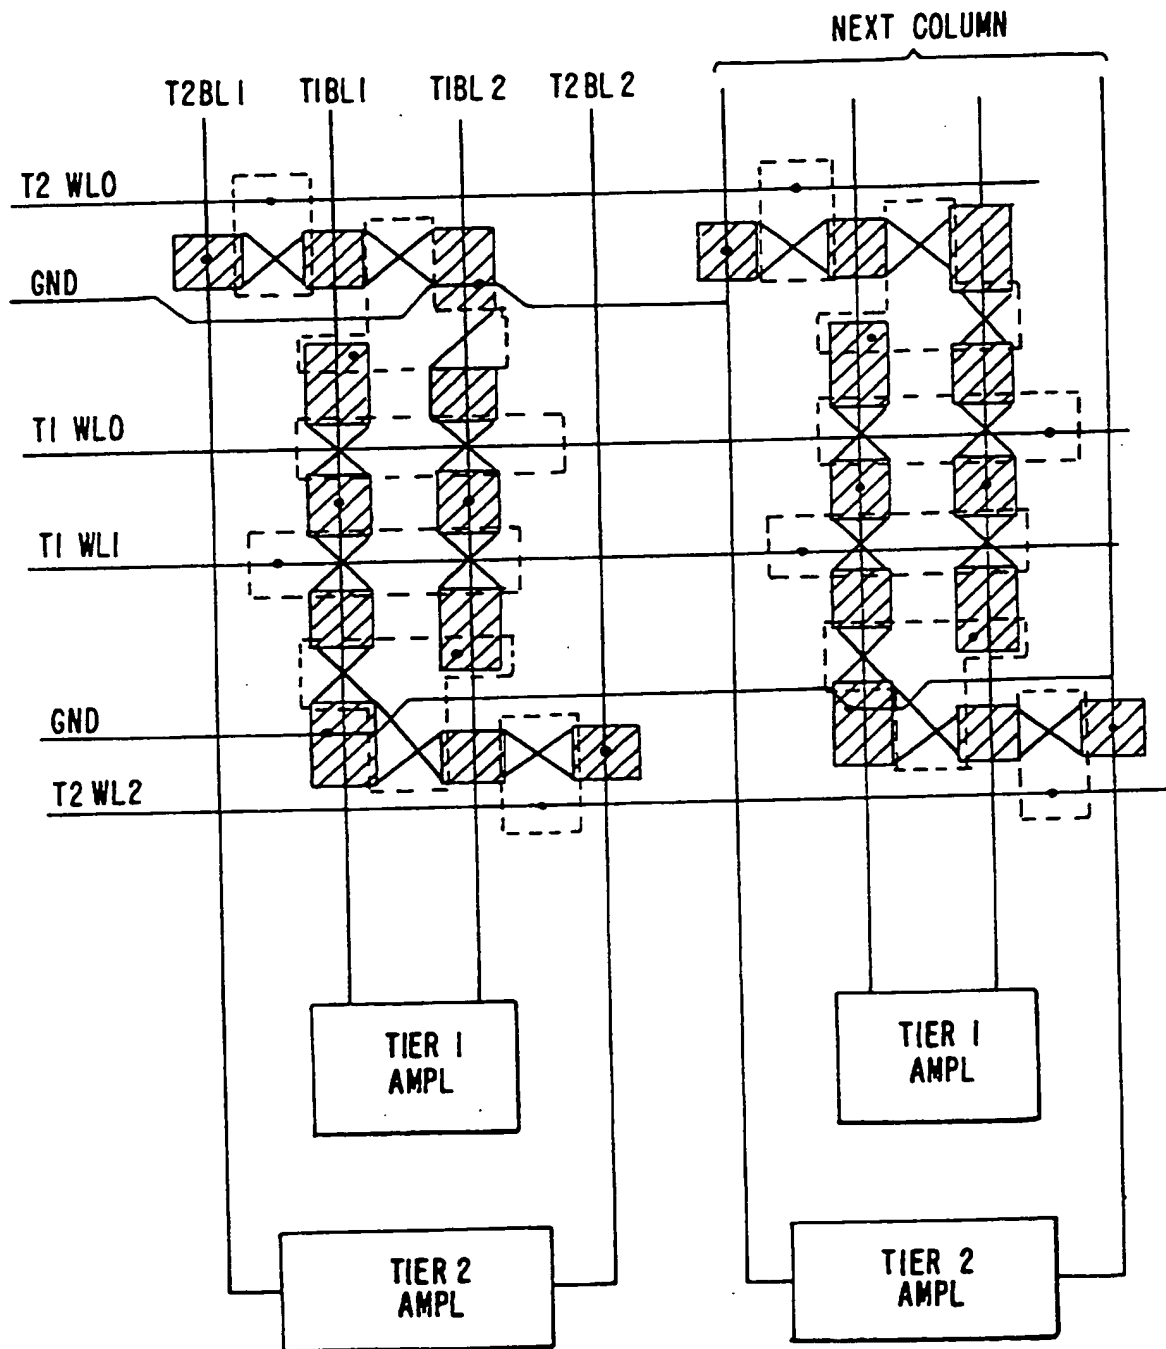 NEXT COLUMN
T2BL1 T1BL1 T1BL2 T2BL2
T2 WL0
GND
T1 WL0
T1 WL1
GND
T2 WL2
TIER 1
AMPL
TIER 1
AMPL
TIER 2
AMPL
TIER 2
AMPL